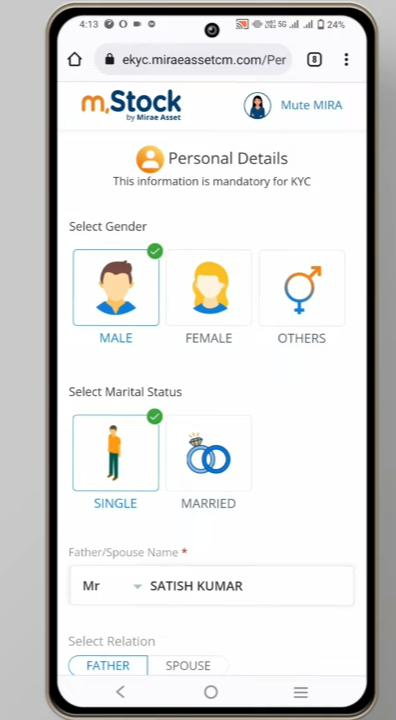 4:13
5G 24%
ekyc.miraeassetcm.com/Per
8
m.Stock
by Mirae Asset
Mute MIRA
Personal Details
This information is mandatory for KYC
Select Gender
MALE FEMALE OTHERS
Select Marital Status
SINGLE MARRIED
Father/Spouse Name *
Mr SATISH KUMAR
Select Relation
FATHER SPOUSE